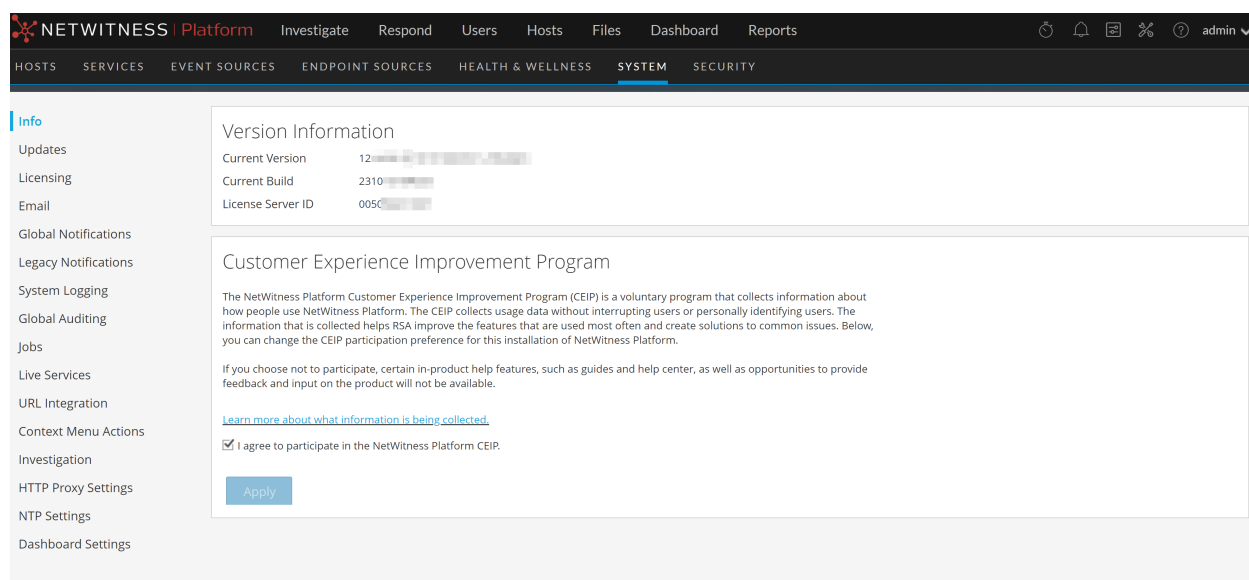 NETWITNESS | Platform Investigate Respond Users Hosts Files Dashboard Reports admin
HOSTS SERVICES EVENT SOURCES ENDPOINT SOURCES HEALTH & WELLNESS SYSTEM SECURITY
Info
Updates
Licensing
Email
Global Notifications
Legacy Notifications
System Logging
Global Auditing
Jobs
Live Services
URL Integration
Context Menu Actions
Investigation
HTTP Proxy Settings
NTP Settings
Dashboard Settings
Version Information
Current Version 12
Current Build 2310
License Server ID 005
Customer Experience Improvement Program
The NetWitness Platform Customer Experience Improvement Program (CEIP) is a voluntary program that collects information about
how people use NetWitness Platform. The CEIP collects usage data without interrupting users or personally identifying users. The
information that is collected helps RSA improve the features that are used most often and create solutions to common issues. Below,
you can change the CEIP participation preference for this installation of NetWitness Platform.
If you choose not to participate, certain in-product help features, such as guides and help center, as well as opportunities to provide
feedback and input on the product will not be available.
Learn more about what information is being collected.
I agree to participate in the NetWitness Platform CEIP.
Apply